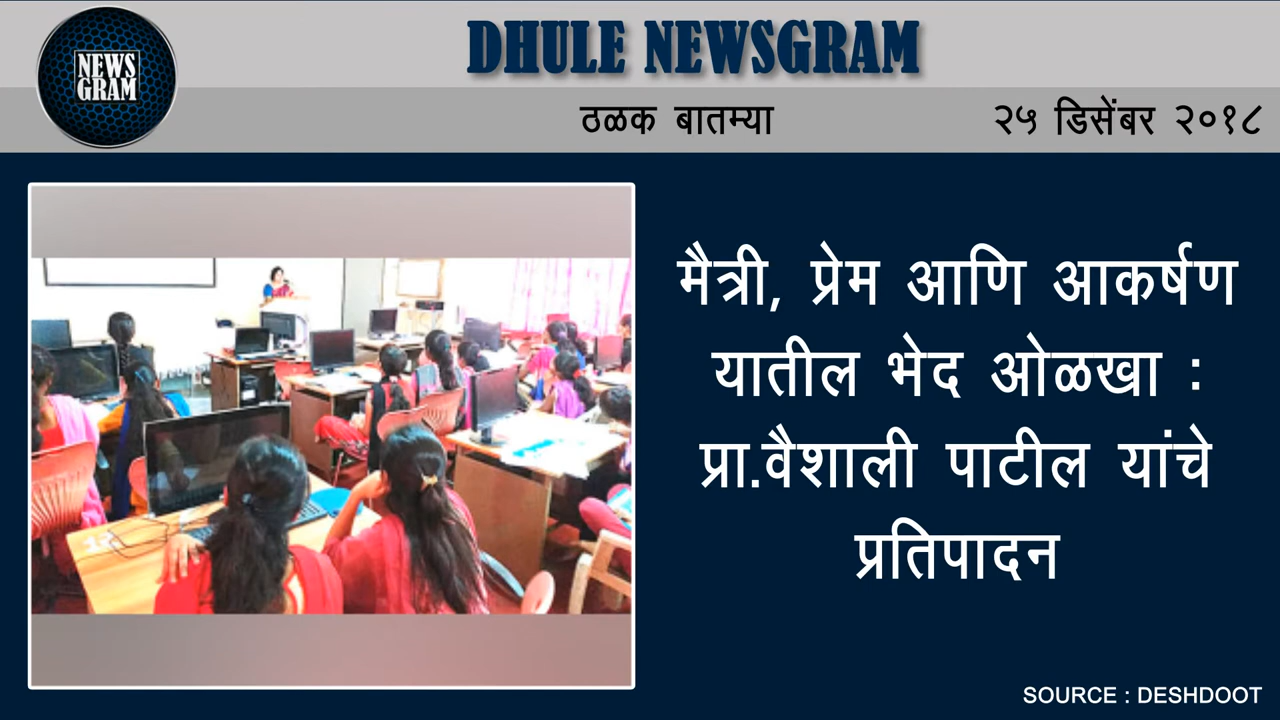 NEWS
GRAM
DHULE NEWSGRAM
ठळक बातम्या
२५ डिसेंबर २०१८
मैत्री, प्रेम आणि आकर्षण
यातील भेद ओळखा :
प्रा.वैशाली पाटील यांचे
प्रतिपादन
SOURCE : DESHDOOT